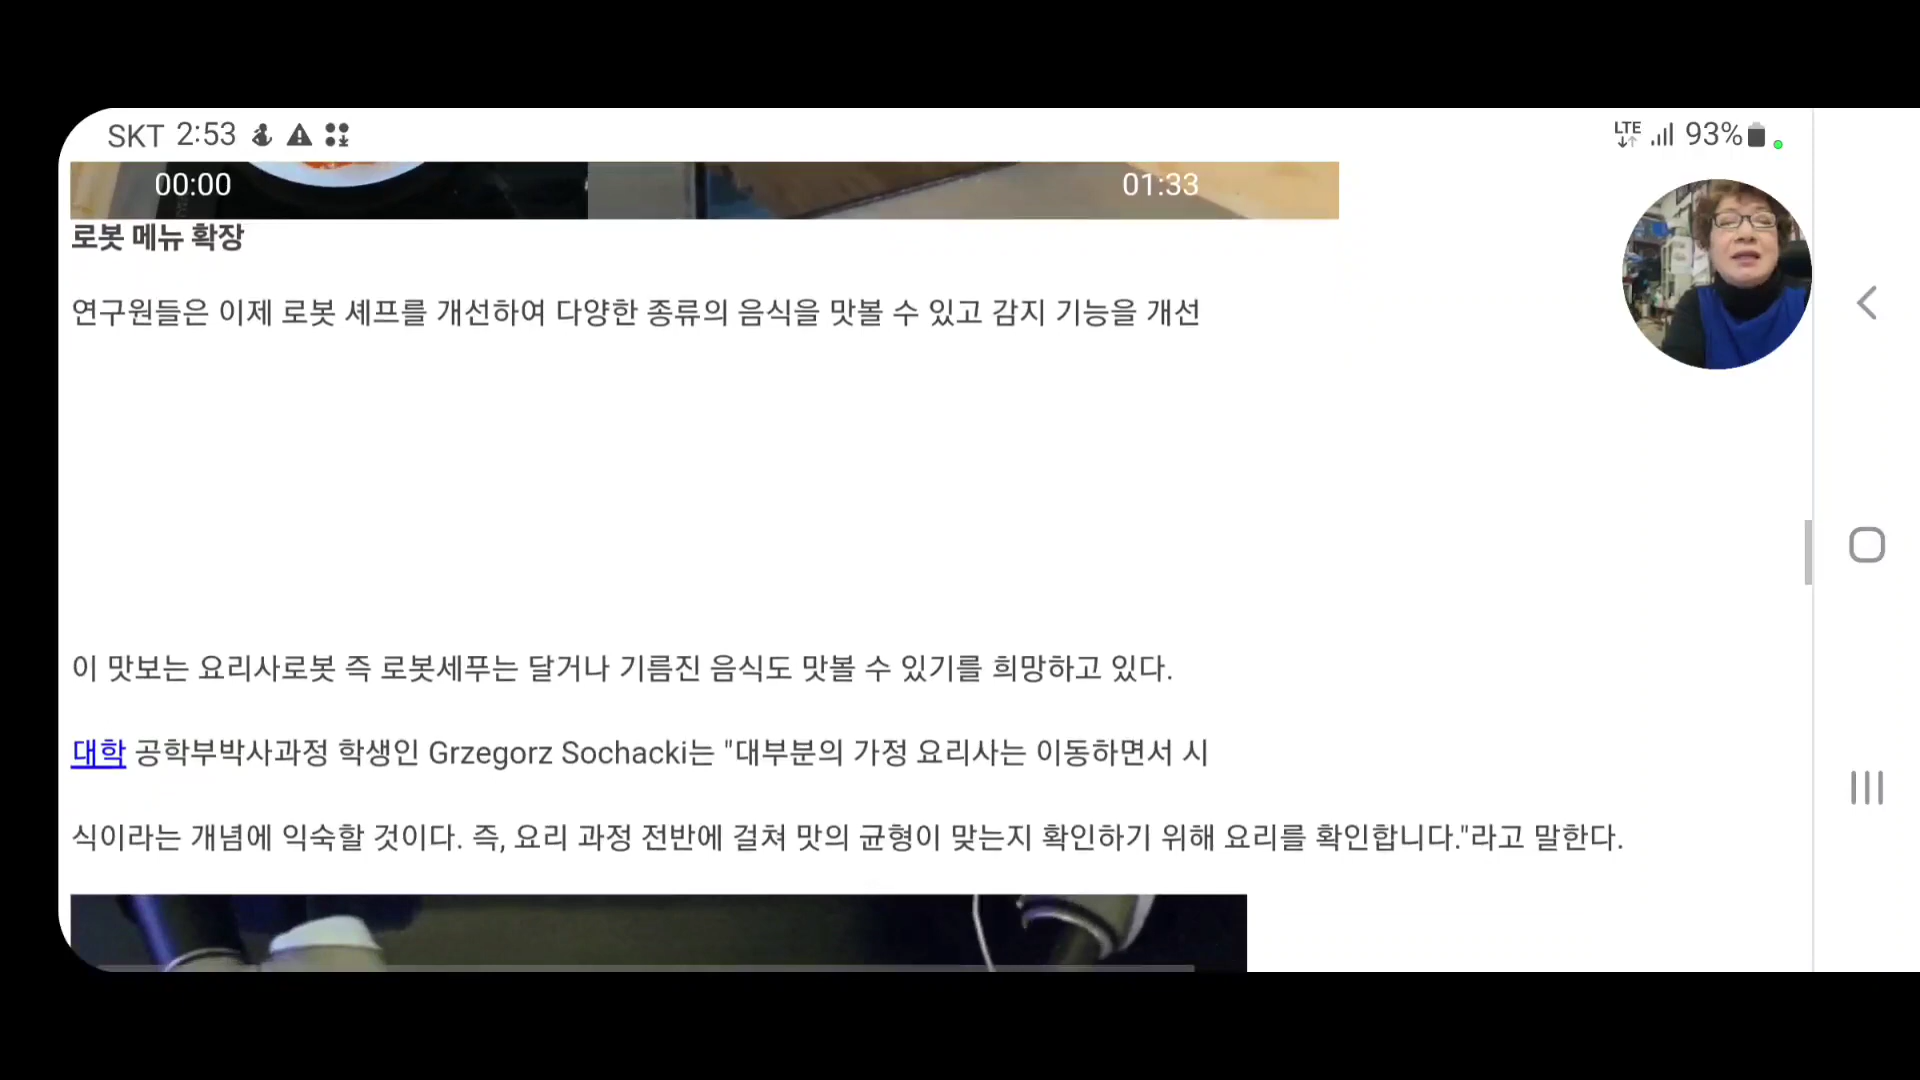 SKT 2:53
LTE 93%
00:00 01:33
로봇 메뉴 확장
연구원들은 이제 로봇 셰프를 개선하여 다양한 종류의 음식을 맛볼 수 있고 감지 기능을 개선
이 맛보는 요리사로봇 즉 로봇세푸는 달거나 기름진 음식도 맛볼 수 있기를 희망하고 있다.
대학 공학부박사과정 학생인 Grzegorz Sochacki는 "대부분의 가정 요리사는 이동하면서 시
식이라는 개념에 익숙할 것이다. 즉, 요리 과정 전반에 걸쳐 맛의 균형이 맞는지 확인하기 위해 요리를 확인합니다."라고 말한다.